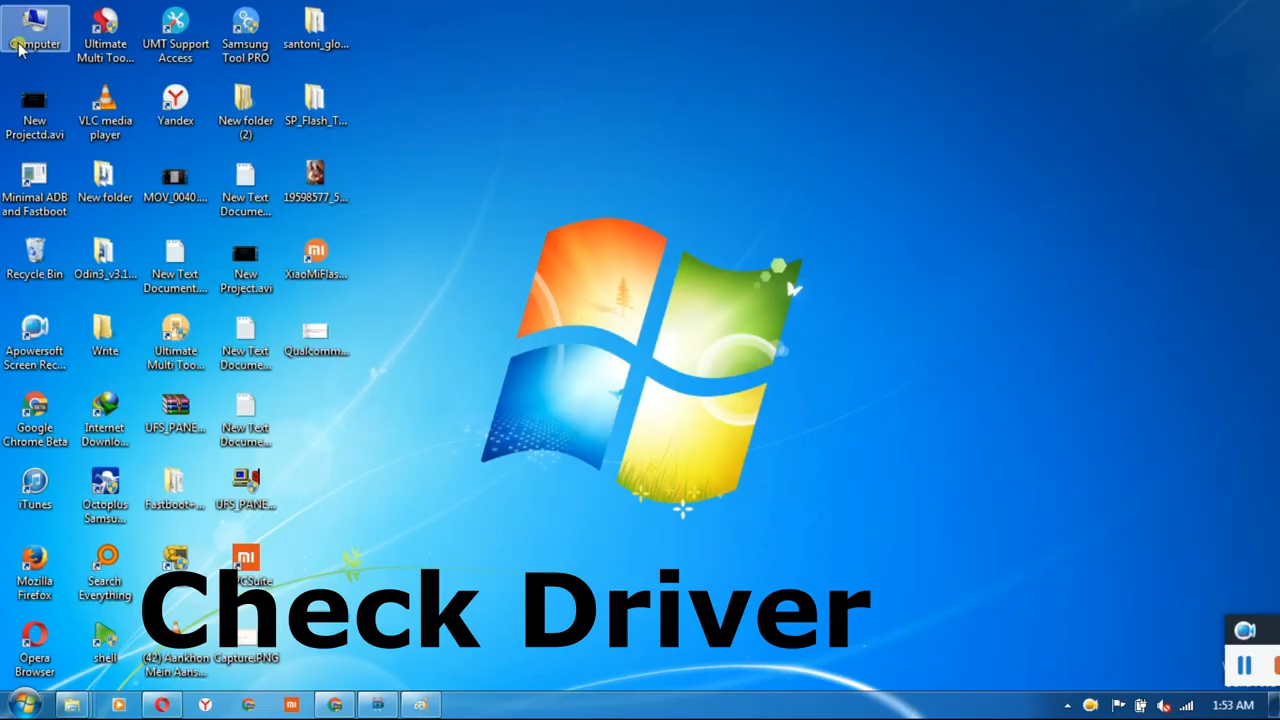 Computer
Ultimate
Multi Too...
UMT Support
Access
Samsung
Tool PRO
santoni_glo...
New
Projectd.avi
VLC media
player
Yandex
New folder
(2)
SP_Flash_T...
Minimal ADB
and Fastboot
New folder
MOV_0040....
New Text
Docume...
19598577_5...
Recycle Bin
Odin3_v3.1...
New Text
Document....
New
Project.avi
XiaoMiFlas...
Apowersoft
Screen Rec...
Write
Ultimate
Multi Too...
New Text
Docume...
Qualcomm...
Google
Chrome Beta
Internet
Downlo...
UFS_PANE...
New Text
Docume...
iTunes
Octoplus
Samsu...
Fastboot+...
UFS_PANE...
Mozilla
Firefox
Search
Everything
Opera
Browser
shell
(42) Aankhon
Mein Aans...
Capture.PNG
Check Driver
1:53 AM